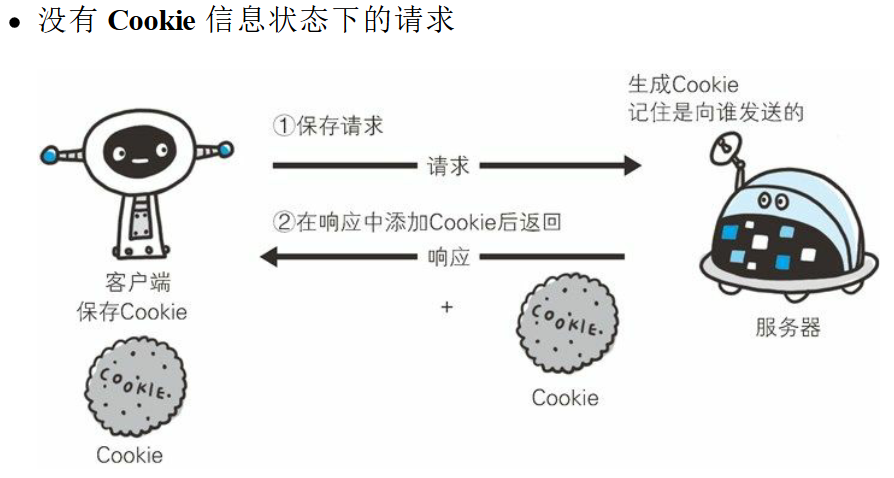 • 没有 Cookie 信息状态下的请求
生成Cookie
记住是向谁发送的
①保存请求
请求
②在响应中添加Cookie后返回
响应
客户端
保存Cookie
+
COOKIE.
服务器
Cookie
COOKIE.
Cookie